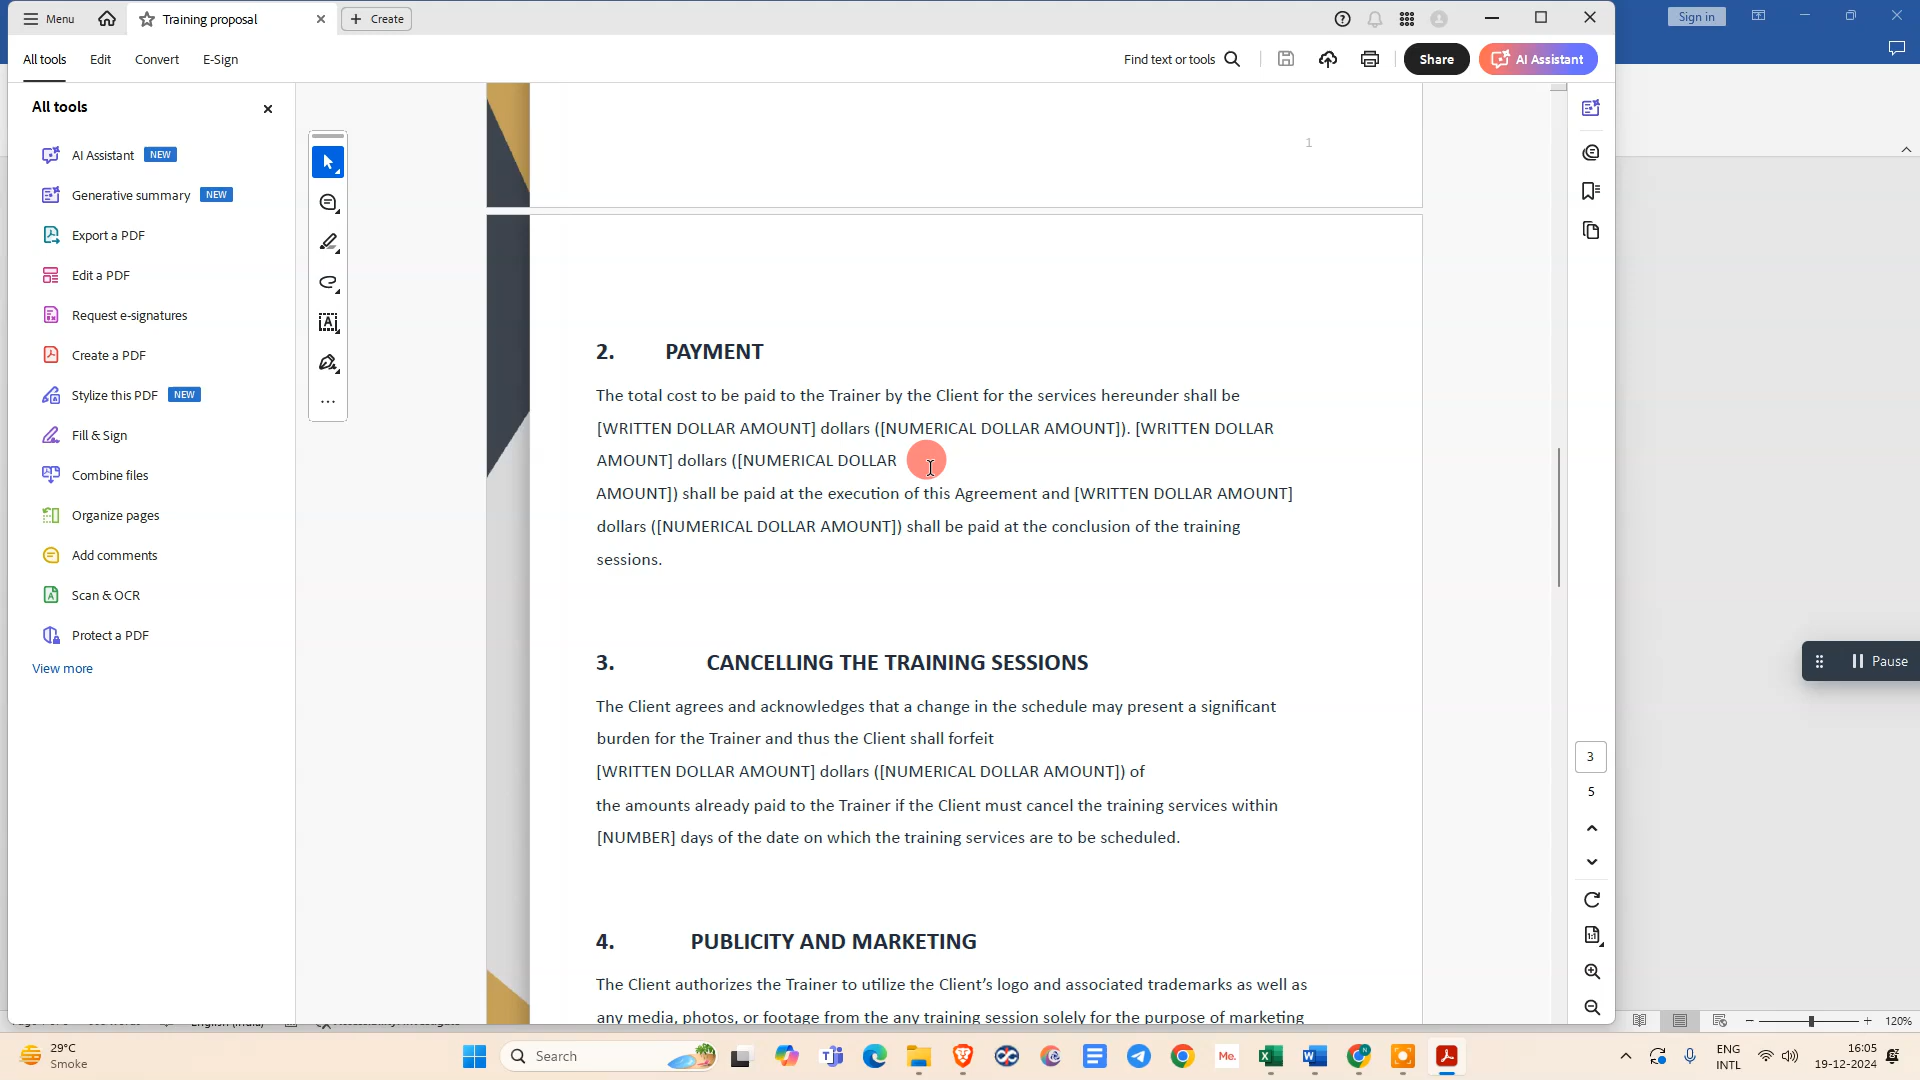 Menu
Training proposal
Create
Sign in
All tools
Edit
Convert
E-Sign
Find text or tools
Share
AI Assistant
All tools
AI Assistant NEW
Generative summary NEW
Export a PDF
Edit a PDF
Request e-signatures
Create a PDF
Stylize this PDF NEW
Fill & Sign
Combine files
Organize pages
Add comments
Scan & OCR
Protect a PDF
View more
1
2. PAYMENT
The total cost to be paid to the Trainer by the Client for the services hereunder shall be
[WRITTEN DOLLAR AMOUNT] dollars ([NUMERICAL DOLLAR AMOUNT]). [WRITTEN DOLLAR
AMOUNT] dollars ([NUMERICAL DOLLAR
AMOUNT]) shall be paid at the execution of this Agreement and [WRITTEN DOLLAR AMOUNT]
dollars ([NUMERICAL DOLLAR AMOUNT]) shall be paid at the conclusion of the training
sessions.
3. CANCELLING THE TRAINING SESSIONS
The Client agrees and acknowledges that a change in the schedule may present a significant
burden for the Trainer and thus the Client shall forfeit
[WRITTEN DOLLAR AMOUNT] dollars ([NUMERICAL DOLLAR AMOUNT]) of
the amounts already paid to the Trainer if the Client must cancel the training services within
[NUMBER] days of the date on which the training services are to be scheduled.
4. PUBLICITY AND MARKETING
The Client authorizes the Trainer to utilize the Client's logo and associated trademarks as well as
any media, photos, or footage from the any training session solely for the purpose of marketing
Pause
3
5
120%
29°C
Smoke
Search
Me.
ENG
INTL
16:05
19-12-2024